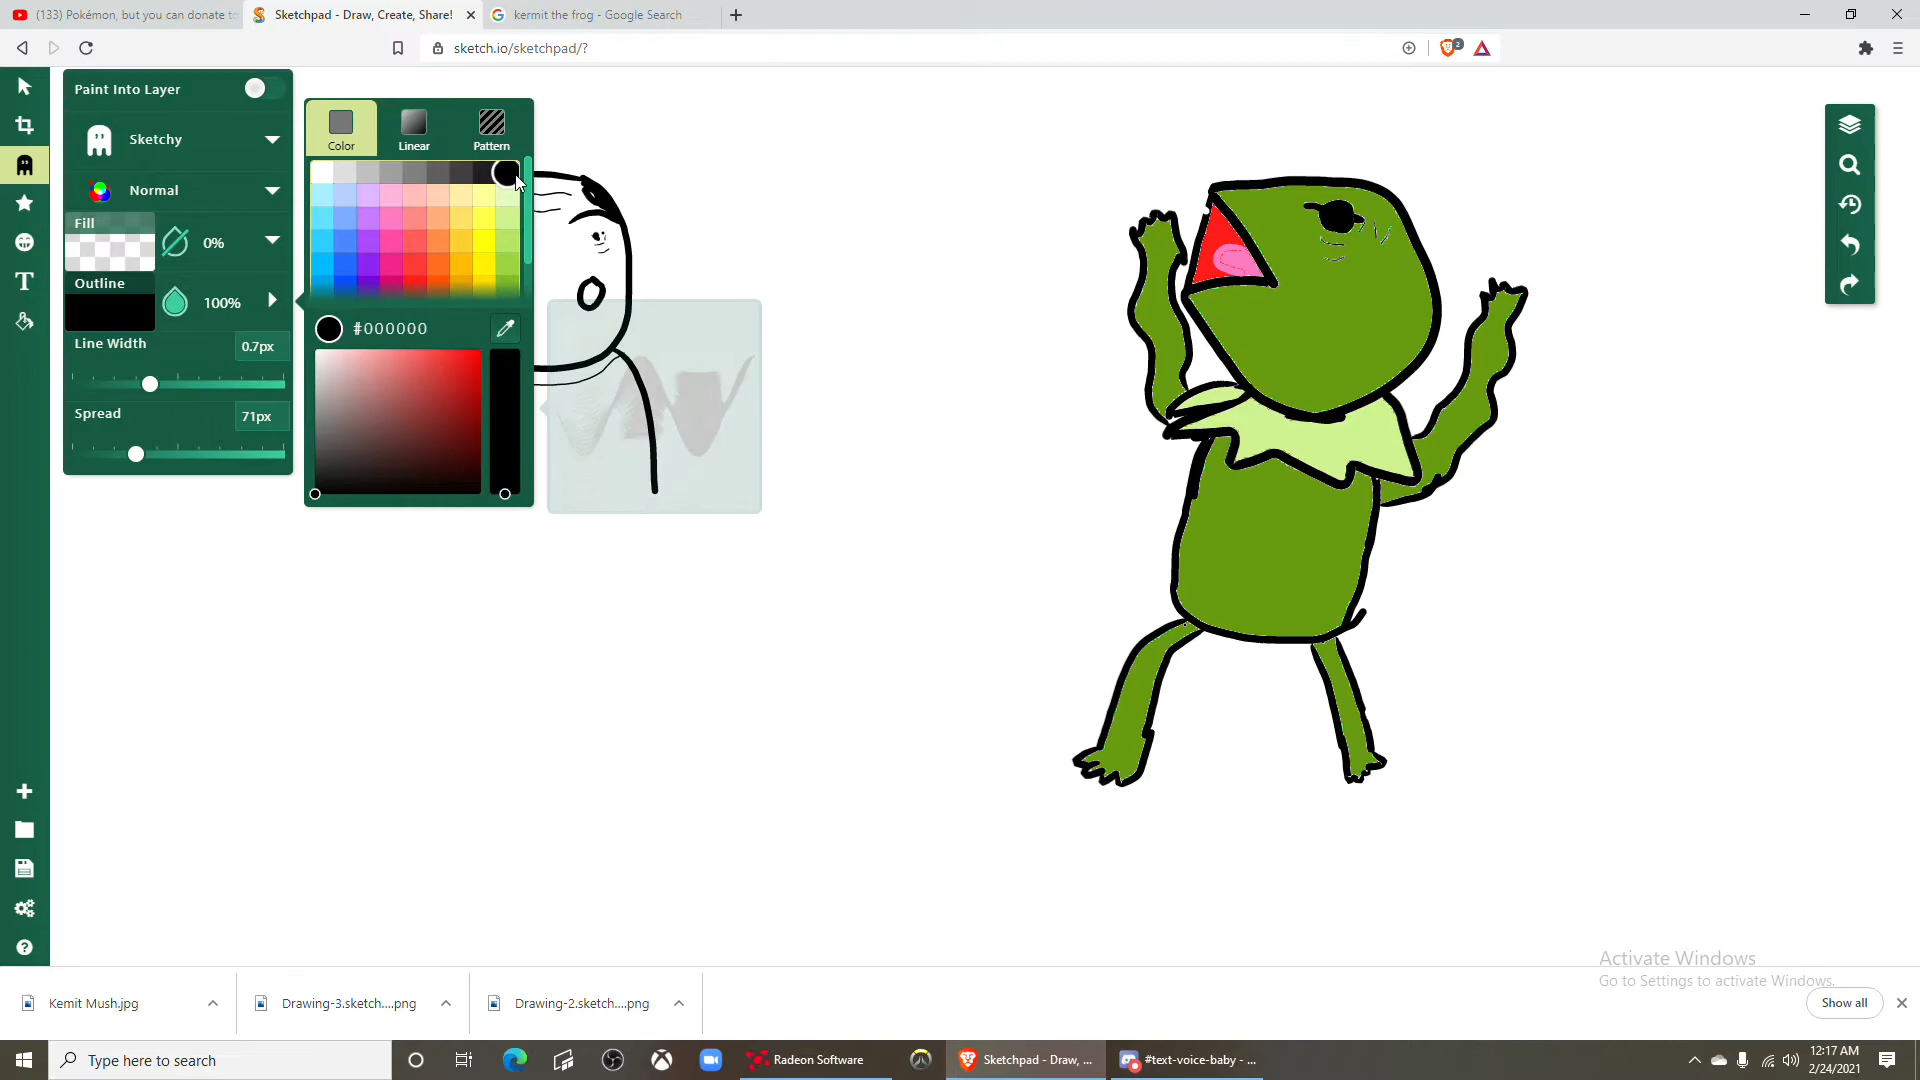 (133) Pokémon, but you can donate to
Sketchpad - Draw, Create, Share!
kermit the frog - Google Search
sketch.io/sketchpad/?
2
Paint Into Layer
Sketchy
Normal
Fill
0%
Outline
100%
Line Width
0.7px
Spread
71px
Color
Linear
Pattern
#000000
Activate Windows
Go to Settings to activate Windows.
Kemit Mush.jpg
Drawing-3.sketch....png
Drawing-2.sketch....png
Show all
Type here to search
Radeon Software
Sketchpad - Draw, ...
#text-voice-baby - ...
12:17 AM
2/24/2021